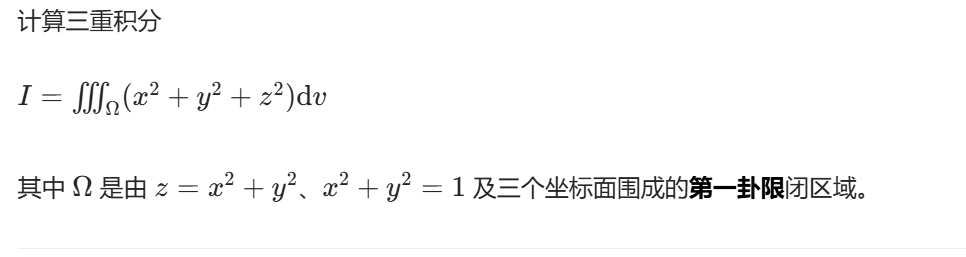 计算三重积分
I = ∭_Ω(x² + y² + z²)dv
其中 Ω 是由 z = x² + y²、x² + y² = 1 及三个坐标面围成的第一卦限闭区域。